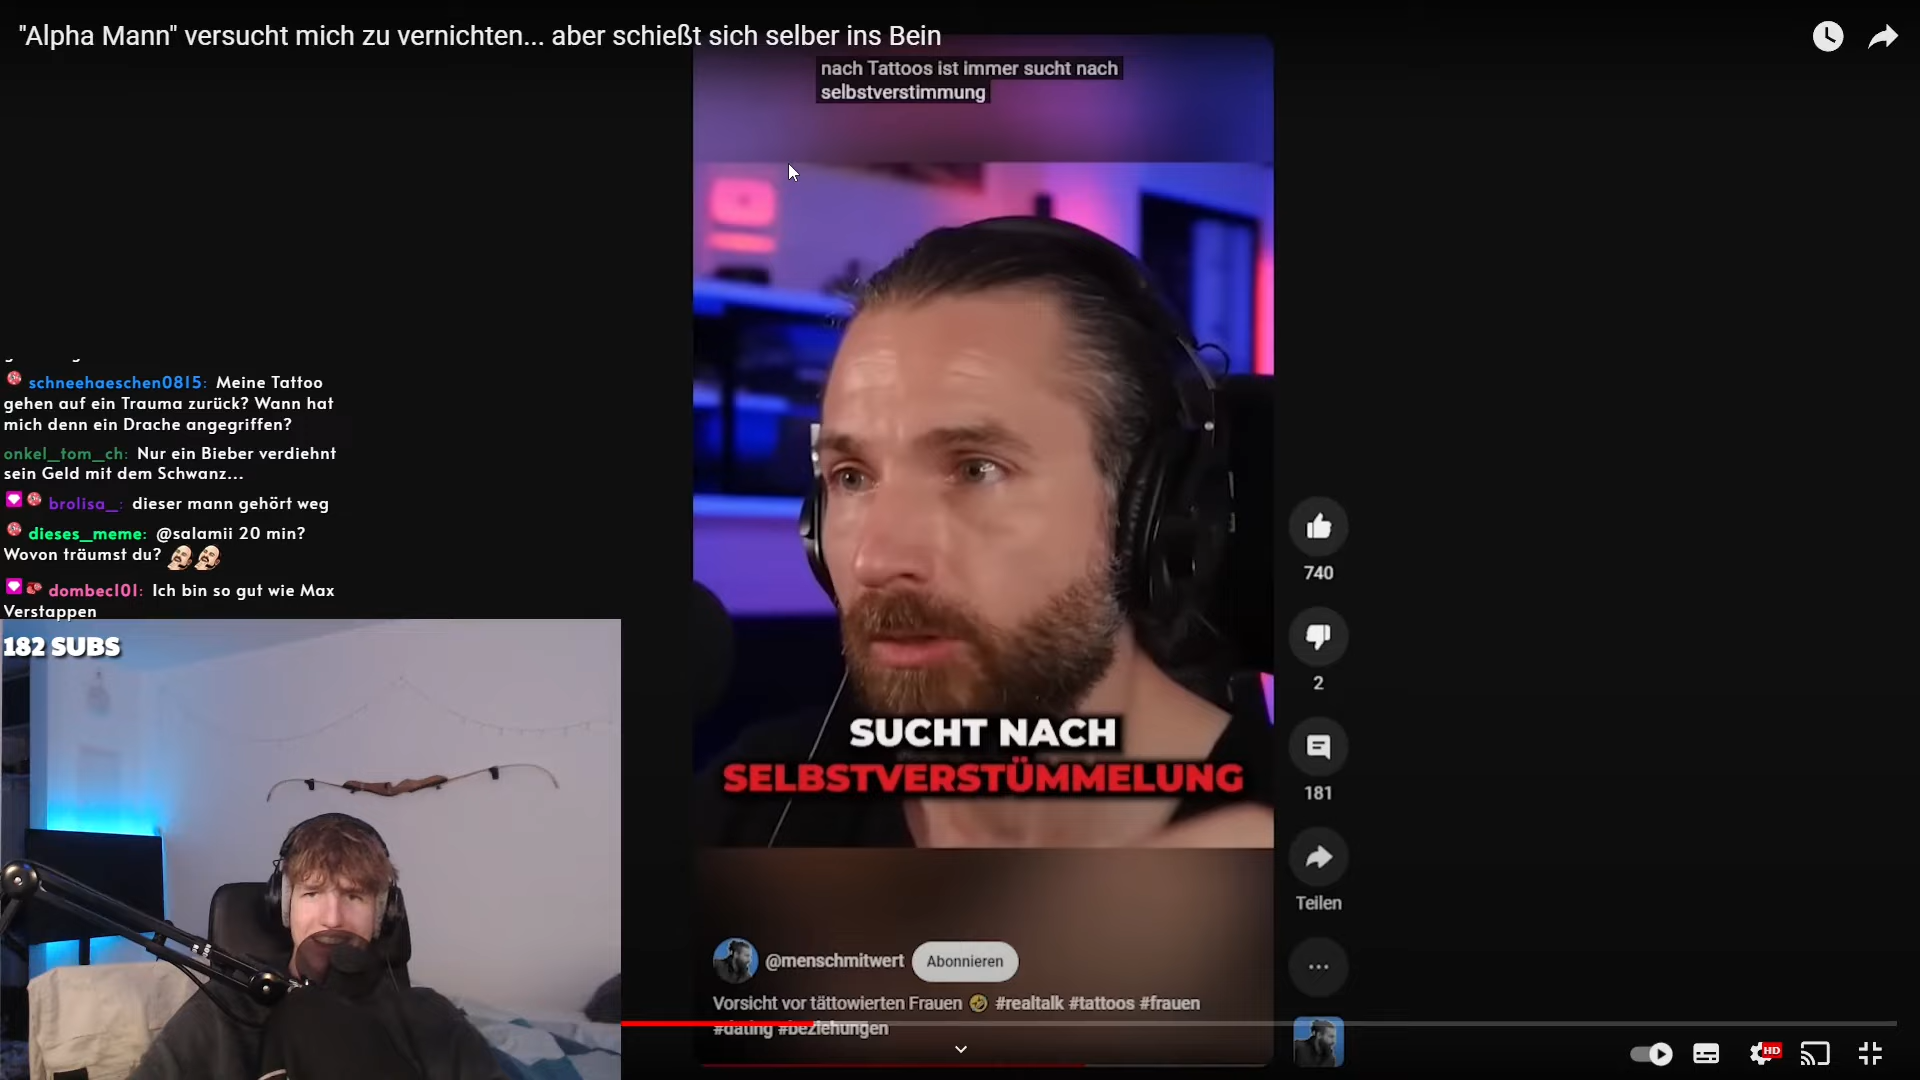 "Alpha Mann" versucht mich zu vernichten... aber schießt sich selber ins Bein
nach Tattoos ist immer sucht nach
selbstverstimmung
schneehaeschen0815: Meine Tattoo
gehen auf ein Trauma zurück? Wann hat
mich denn ein Drache angegriffen?
onkel_tom_ch: Nur ein Bieber verdiehnt
sein Geld mit dem Schwanz...
brolisa_: dieser mann gehört weg
dieses_meme: @salamii 20 min?
Wovon träumst du?
dombec101: Ich bin so gut wie Max
Verstappen
182 SUBS
SUCHT NACH
SELBSTVERSTÜMMELUNG
740
2
181
Teilen
@menschmitwert Abonnieren
Vorsicht vor tättowierten Frauen 🤣 #realtalk #tattoos #frauen
#dating #beziehungen
HD